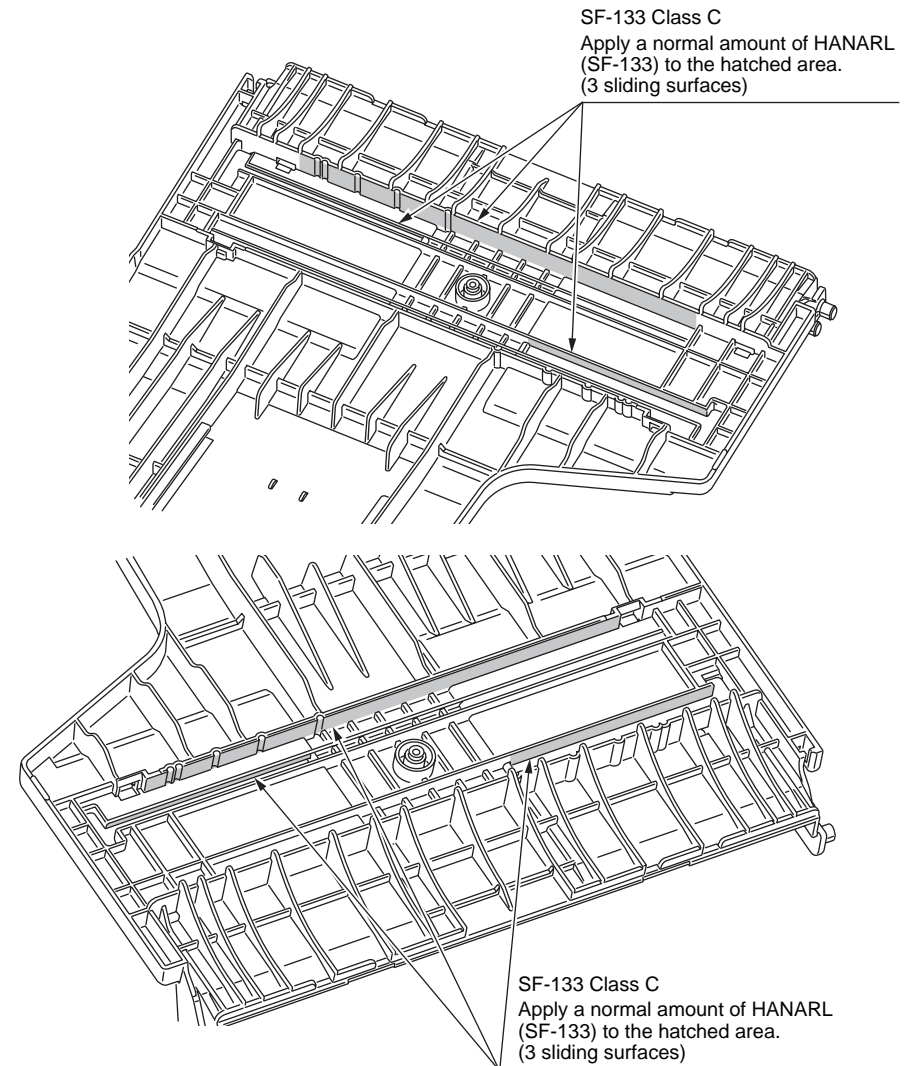 SF-133 Class C
Apply a normal amount of HANARL
(SF-133) to the hatched area.
(3 sliding surfaces)
SF-133 Class C
Apply a normal amount of HANARL
(SF-133) to the hatched area.
(3 sliding surfaces)